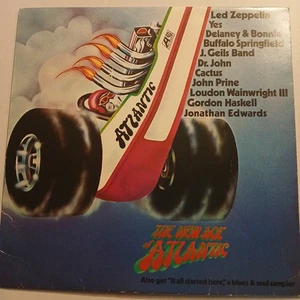 Led Zeppelin
Yes
Delaney & Bonnie
Buffalo Springfield
J. Geils Band
Dr. John
Cactus
John Prine
Loudon Wainwright III
Gordon Haskell
Jonathan Edwards
ATLANTIC
THE NEW AGE
OF ATLANTIC
Also get "It all started here," a blues & soul sampler